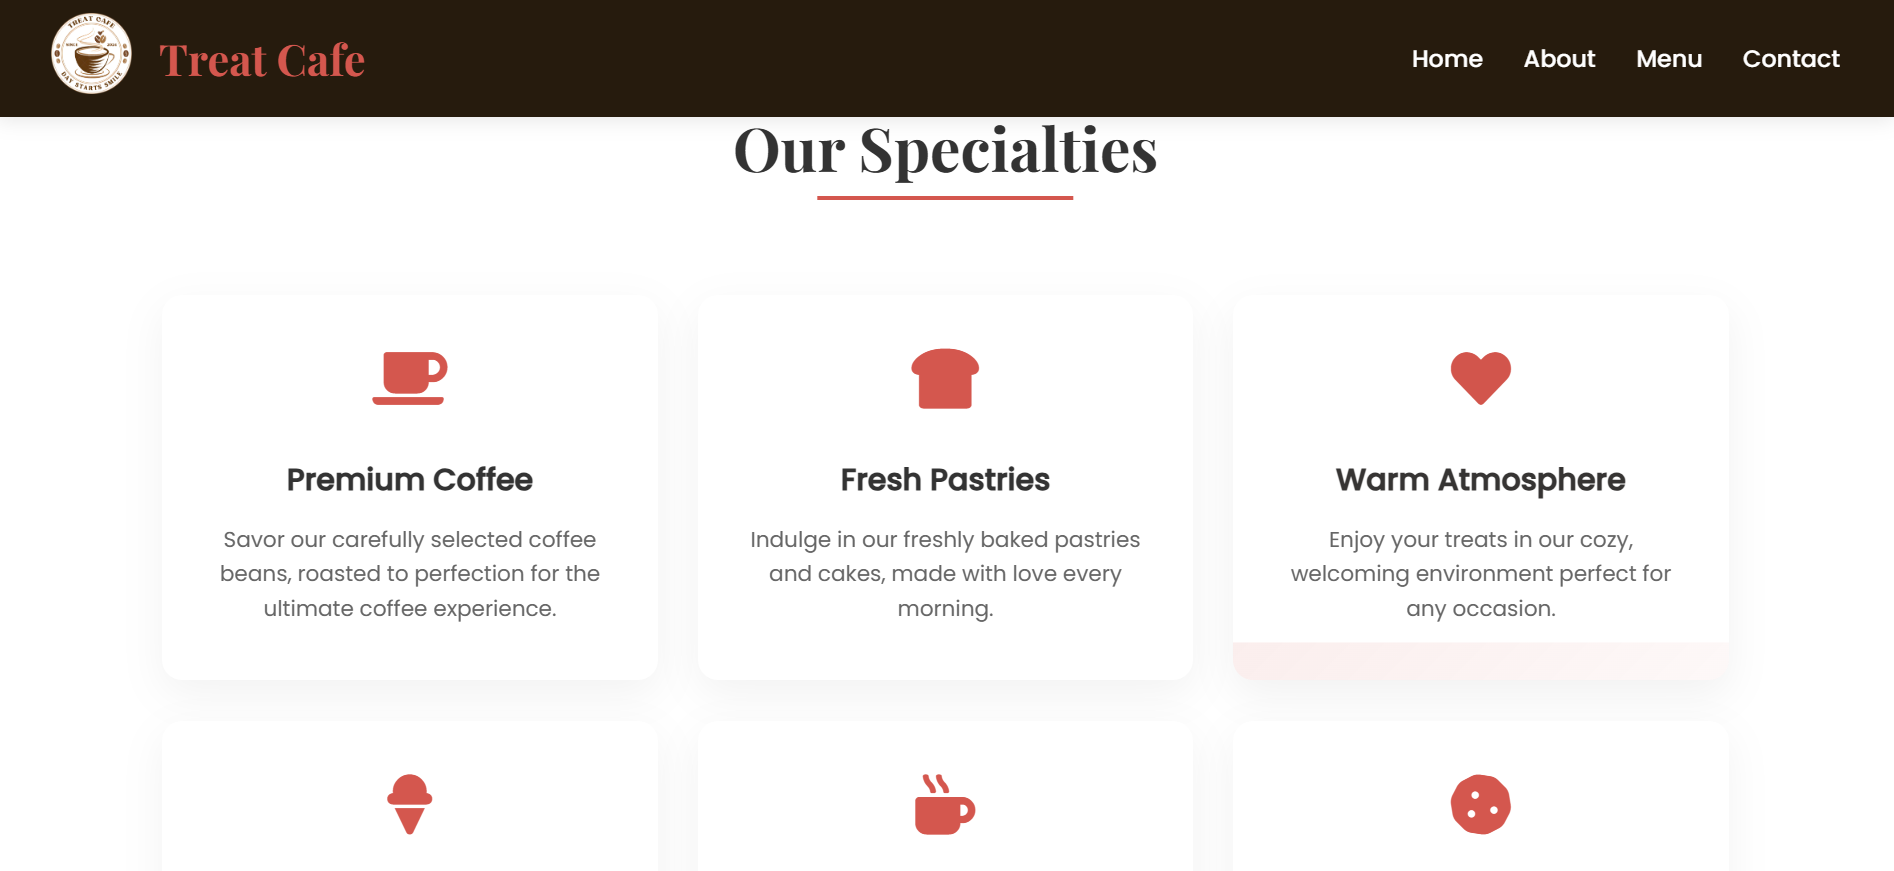 TREAT CAFE
SINCE 2023
DAY STARTS SMILE
Treat Cafe
Home About Menu Contact
Our Specialties
Premium Coffee
Savor our carefully selected coffee
beans, roasted to perfection for the
ultimate coffee experience.
Fresh Pastries
Indulge in our freshly baked pastries
and cakes, made with love every
morning.
Warm Atmosphere
Enjoy your treats in our cozy,
welcoming environment perfect for
any occasion.